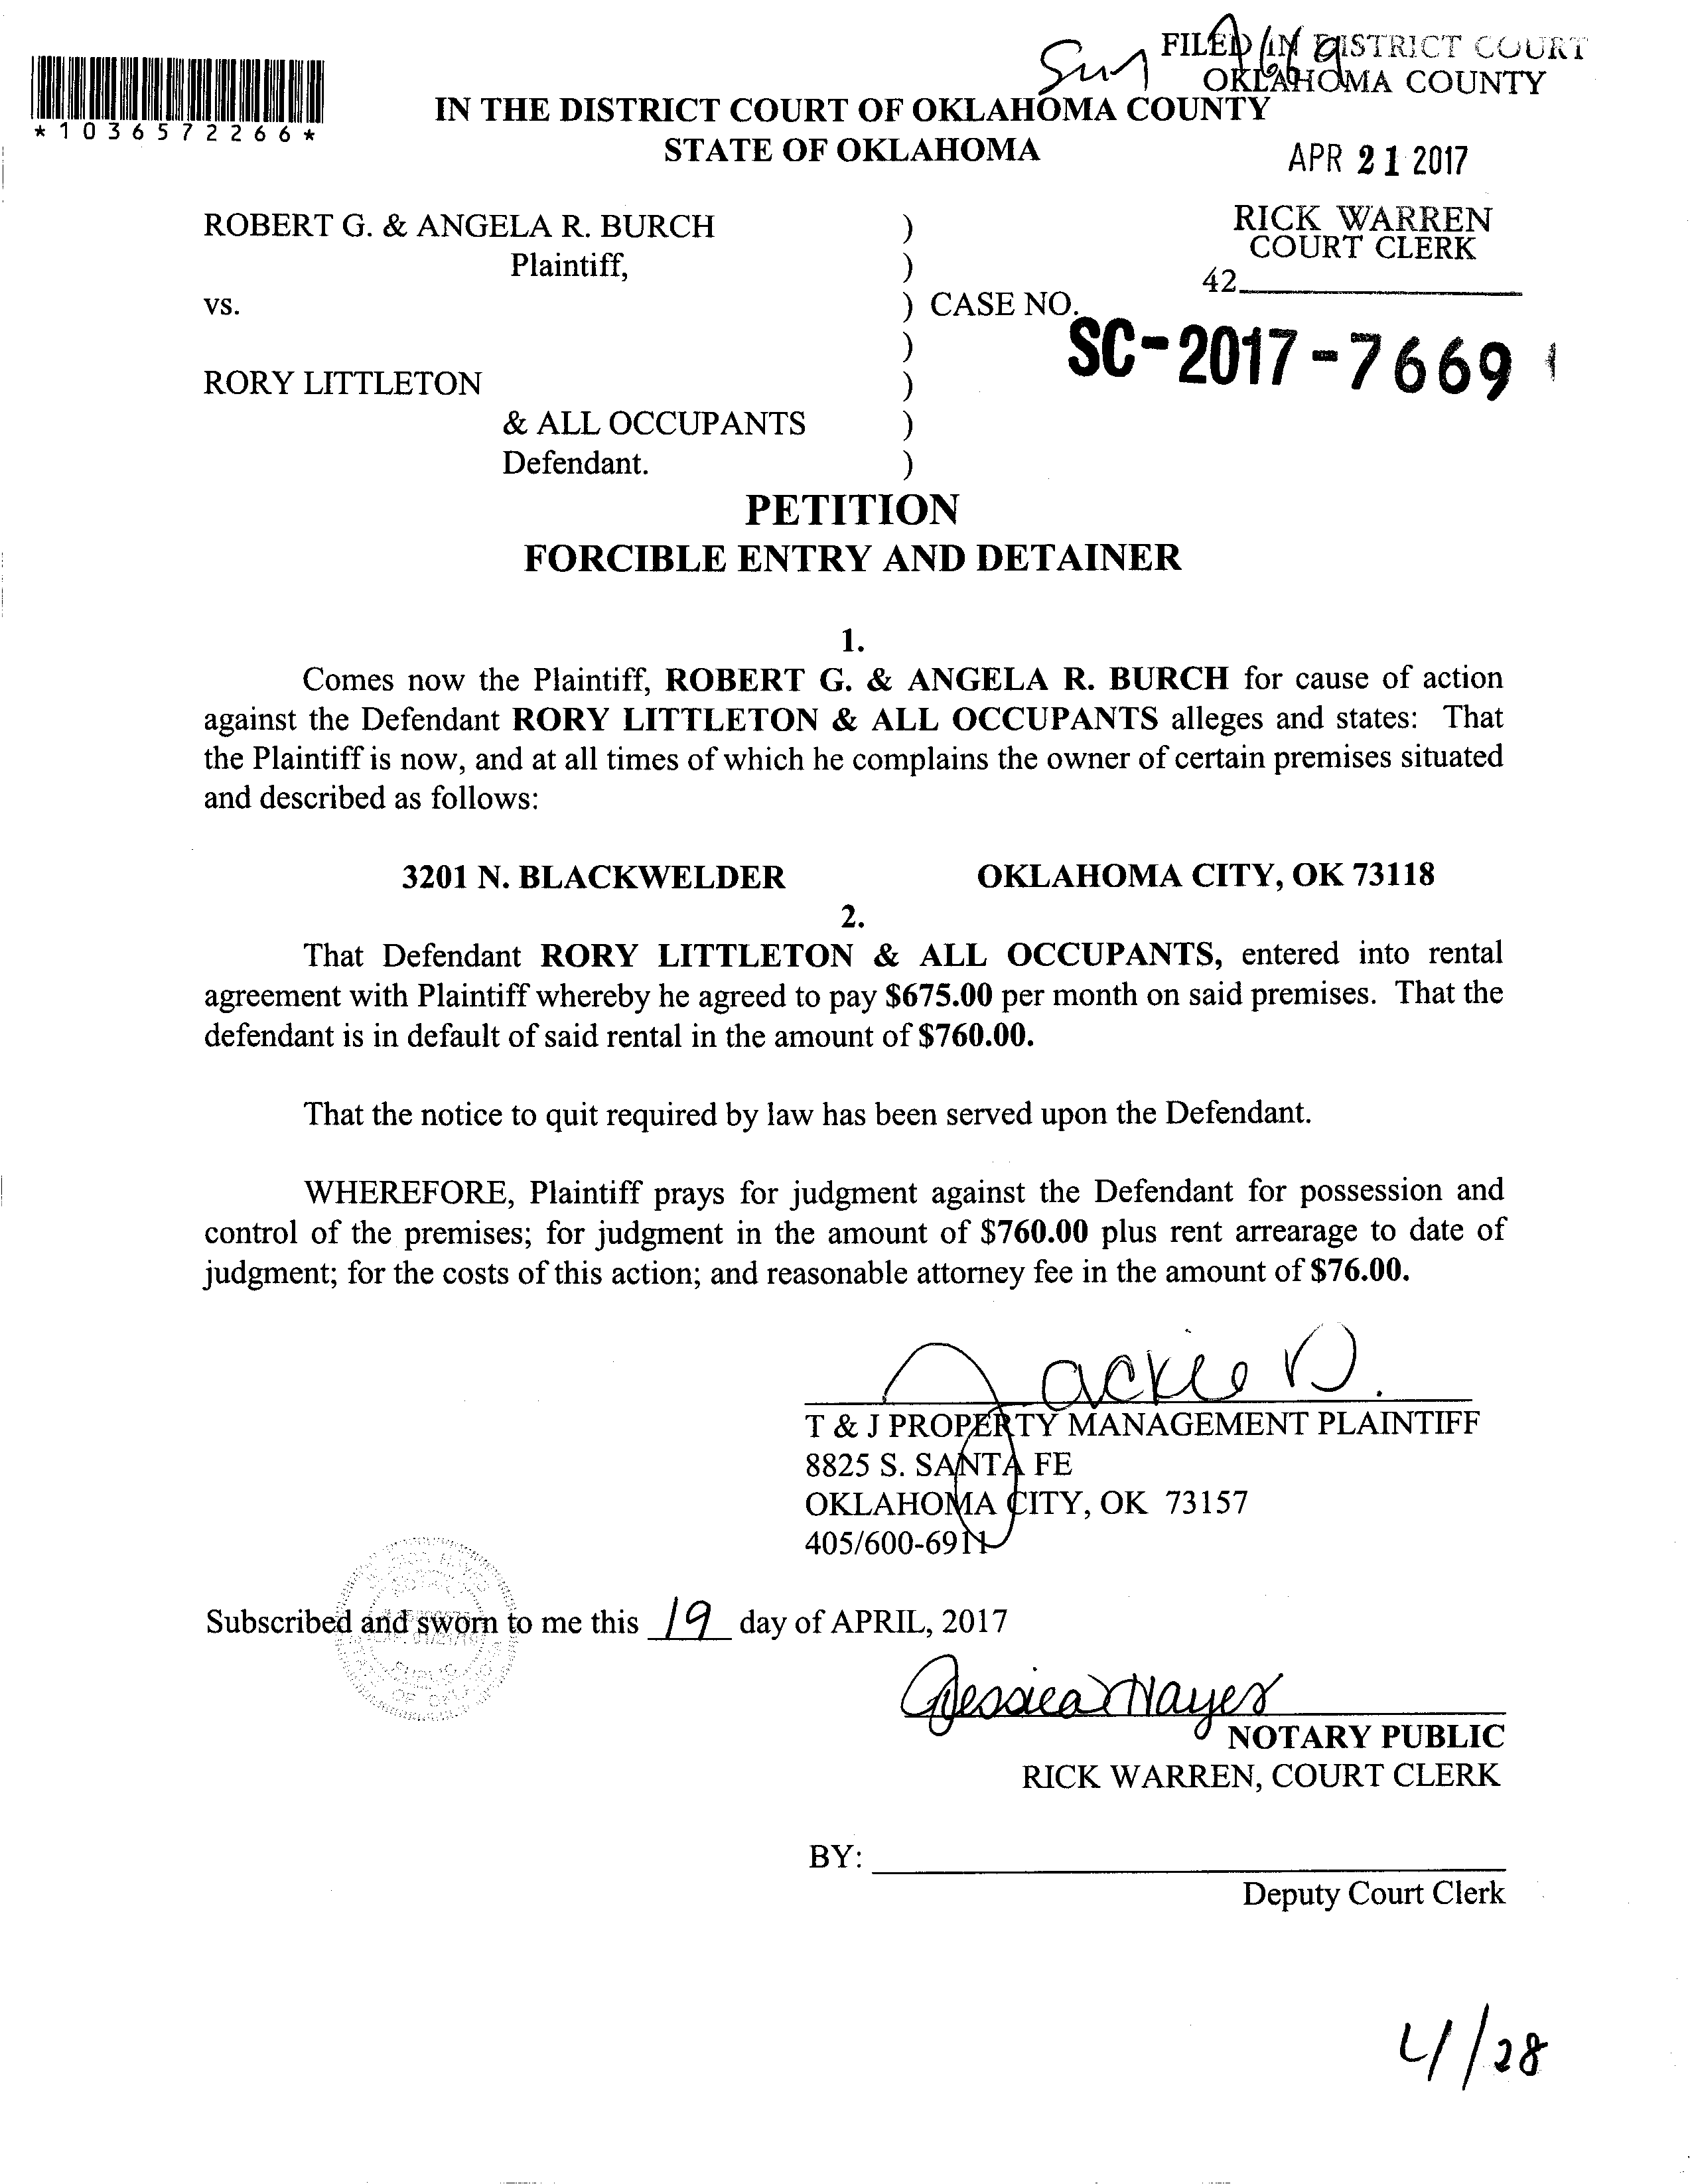 FILED IN DISTRICT COURT
OKLAHOMA COUNTY
*1036572266*
IN THE DISTRICT COURT OF OKLAHOMA COUNTY
STATE OF OKLAHOMA
APR 21 2017
RICK WARREN
COURT CLERK
42
ROBERT G. & ANGELA R. BURCH )
Plaintiff, )
vs. ) CASE NO.
)
SC-2017-7669
RORY LITTLETON )
& ALL OCCUPANTS )
Defendant. )
PETITION
FORCIBLE ENTRY AND DETAINER
1.
Comes now the Plaintiff, ROBERT G. & ANGELA R. BURCH for cause of action
against the Defendant RORY LITTLETON & ALL OCCUPANTS alleges and states: That
the Plaintiff is now, and at all times of which he complains the owner of certain premises situated
and described as follows:
3201 N. BLACKWELDER OKLAHOMA CITY, OK 73118
2.
That Defendant RORY LITTLETON & ALL OCCUPANTS, entered into rental
agreement with Plaintiff whereby he agreed to pay $675.00 per month on said premises. That the
defendant is in default of said rental in the amount of $760.00.
That the notice to quit required by law has been served upon the Defendant.
WHEREFORE, Plaintiff prays for judgment against the Defendant for possession and
control of the premises; for judgment in the amount of $760.00 plus rent arrearage to date of
judgment; for the costs of this action; and reasonable attorney fee in the amount of $76.00.
Jackie D.
T & J PROPERTY MANAGEMENT PLAINTIFF
8825 S. SANTA FE
OKLAHOMA CITY, OK 73157
405/600-6911
Subscribed and sworn to me this 19 day of APRIL, 2017
Jessica Hayes
NOTARY PUBLIC
RICK WARREN, COURT CLERK
BY:
Deputy Court Clerk
4/28